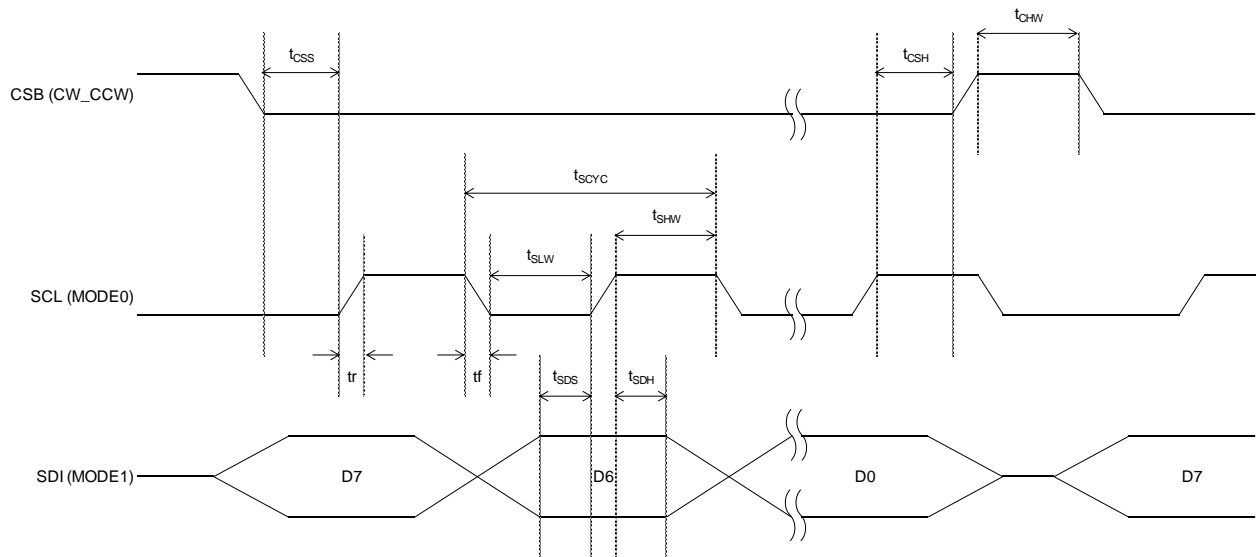 tCHW
tCSS
tCSH
CSB (CW_CCW)
tSCYC
tSHW
tSLW
SCL (MODE0)
tr
tf
tSDS
tSDH
SDI (MODE1)
D7
D6
D0
D7